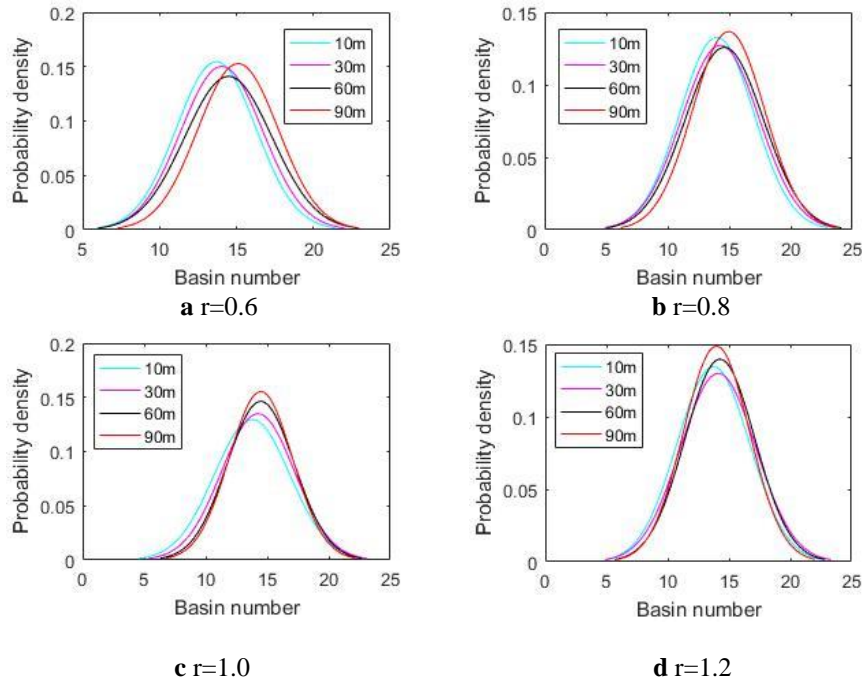 0.2
0.15
0.1
0.05
0
Probability density
10m
30m
60m
90m
5 10 15 20 25
Basin number
a r=0.6
0.15
0.1
0.05
0
Probability density
10m
30m
60m
90m
0 5 10 15 20 25
Basin number
b r=0.8
0.2
0.15
0.1
0.05
0
Probability density
10m
30m
60m
90m
0 5 10 15 20 25
Basin number
c r=1.0
0.15
0.1
0.05
0
Probability density
10m
30m
60m
90m
0 5 10 15 20 25
Basin number
d r=1.2